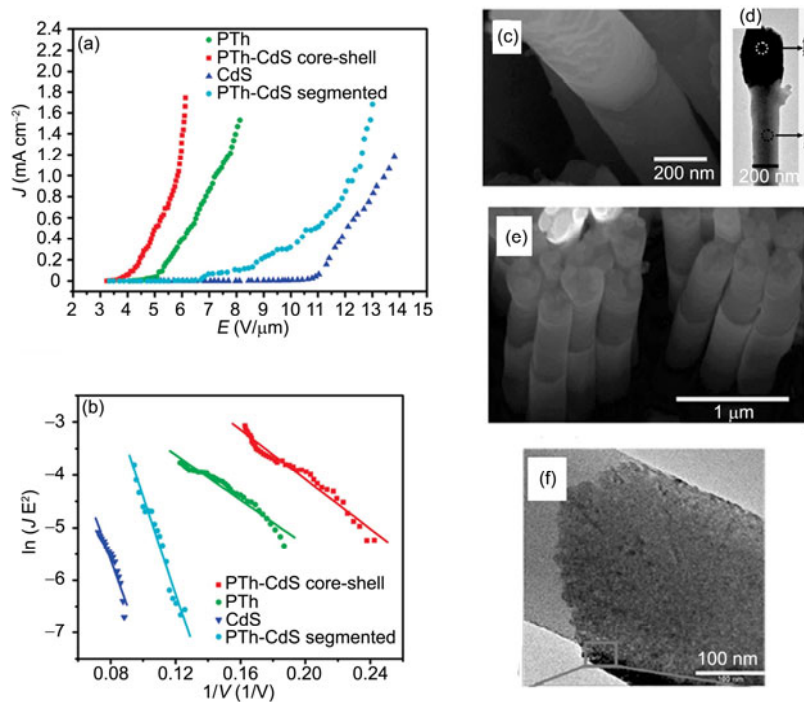 (a)
PTh
PTh-CdS core-shell
CdS
PTh-CdS segmented
J (mA cm⁻²)
2.4
2.2
2.0
1.8
1.6
1.4
1.2
1.0
0.8
0.6
0.4
0.2
0
2 3 4 5 6 7 8 9 10 11 12 13 14 15
E (V/μm)
(b)
ln (J E²)
−3
−4
−5
−6
−7
PTh-CdS core-shell
PTh
CdS
PTh-CdS segmented
0.08 0.12 0.16 0.20 0.24
1/V (1/V)
(c)
200 nm
(d)
200 nm
(e)
1 μm
(f)
100 nm
100 nm